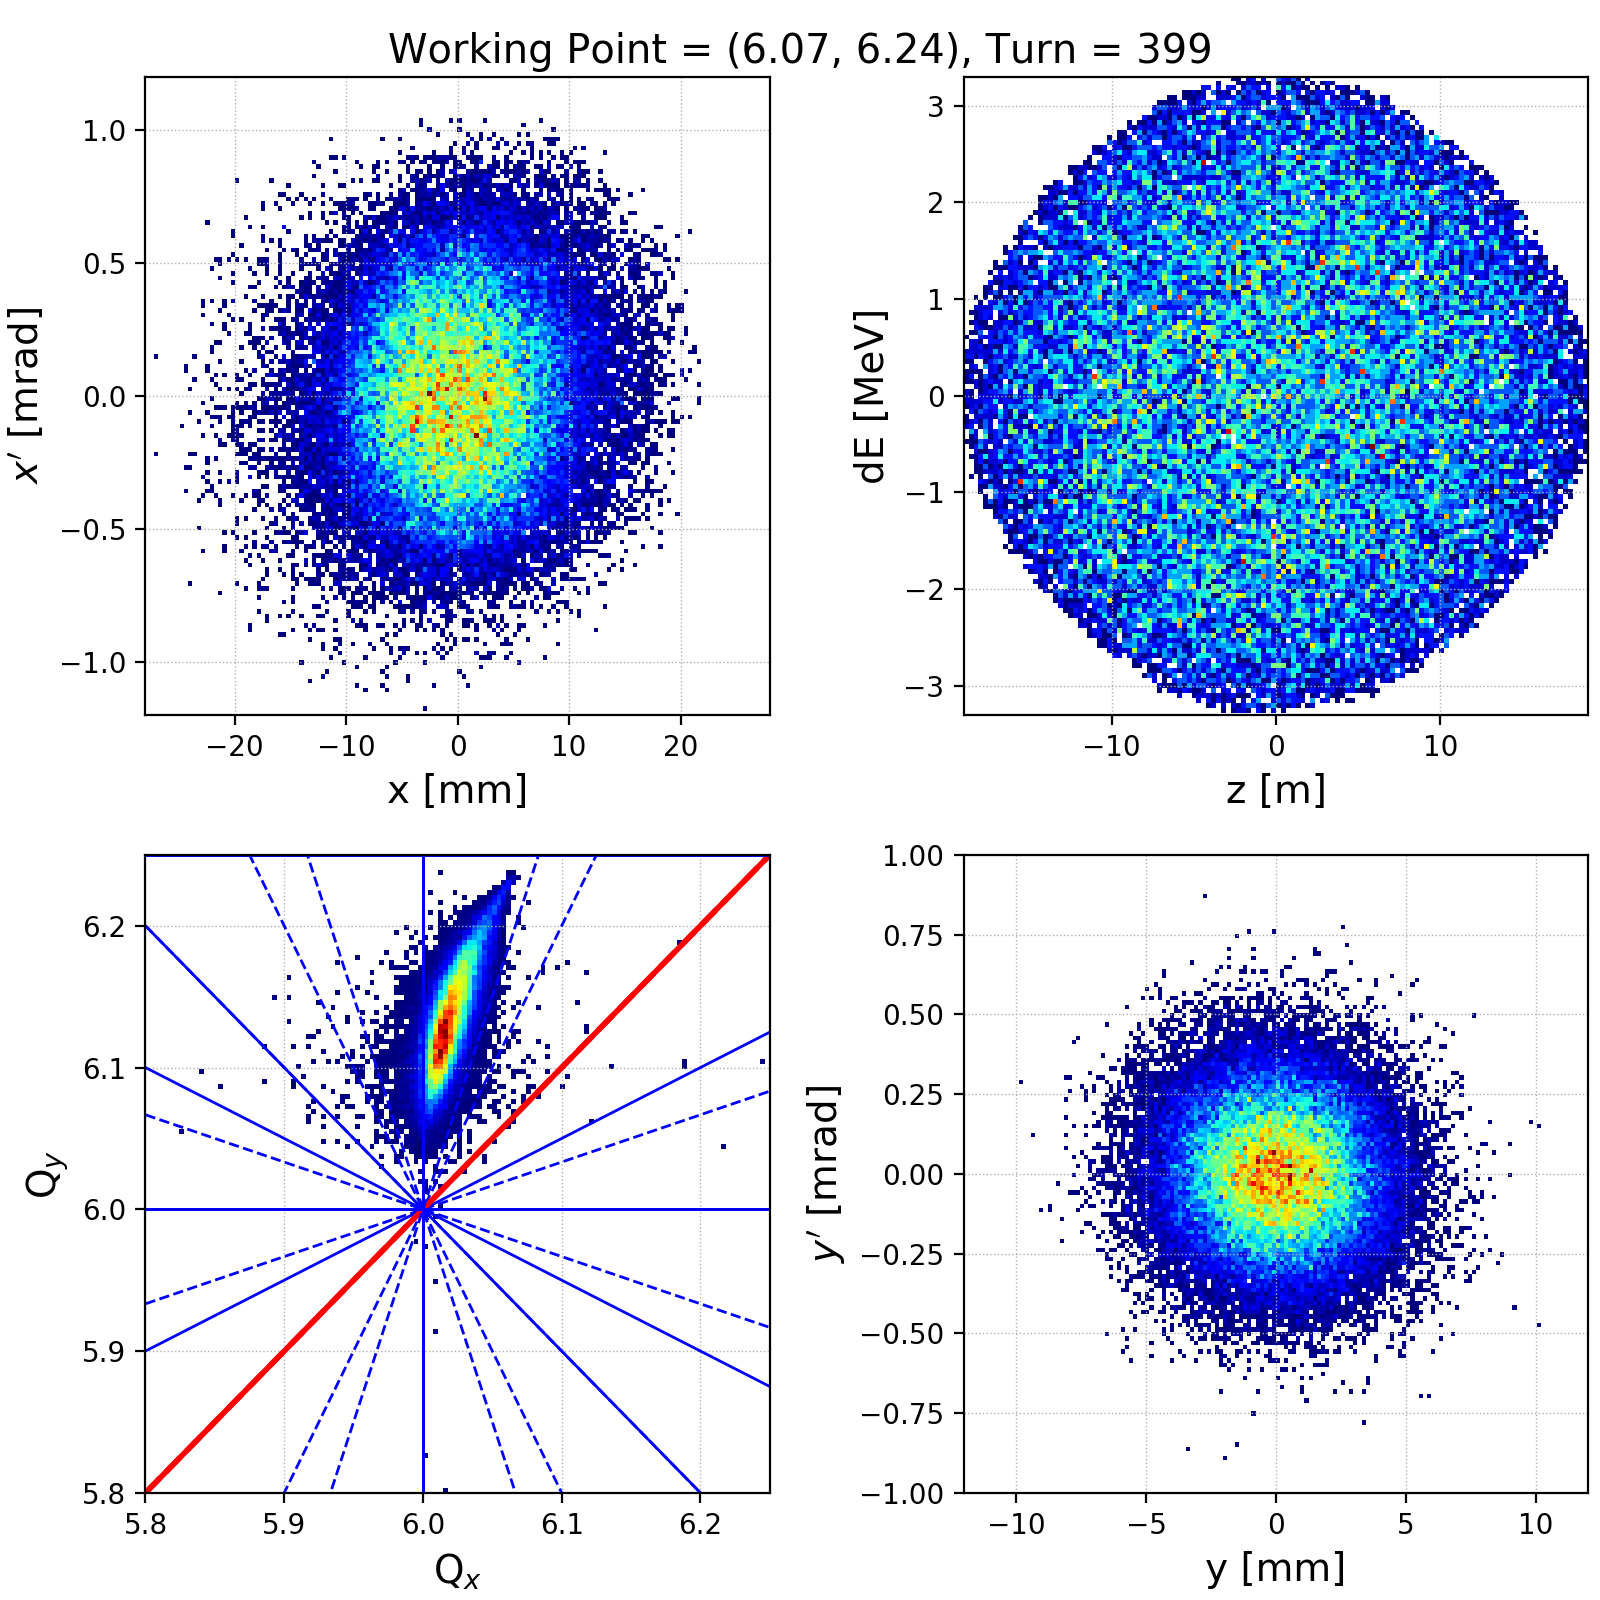 Working Point = (6.07, 6.24), Turn = 399
1.0
0.5
0.0
−0.5
−1.0
x′ [mrad]
−20 −10 0 10 20
x [mm]
3
2
1
0
−1
−2
−3
dE [MeV]
−10 0 10
z [m]
6.2
6.1
6.0
5.9
5.8
Qy
5.8 5.9 6.0 6.1 6.2
Qx
1.00
0.75
0.50
0.25
0.00
−0.25
−0.50
−0.75
−1.00
y′ [mrad]
−10 −5 0 5 10
y [mm]